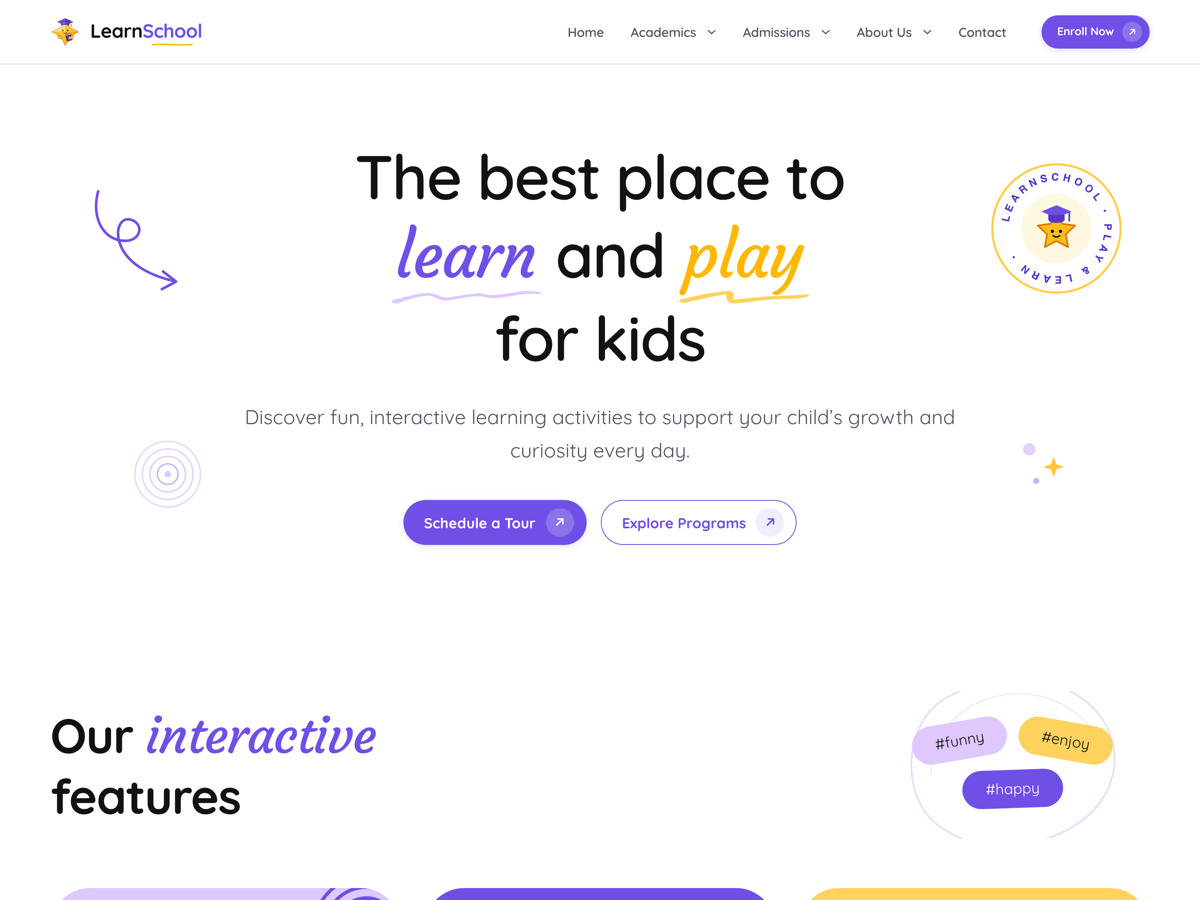 LearnSchool
Home
Academics
Admissions
About Us
Contact
Enroll Now
The best place to
learn and play
for kids
LEARNSCHOOL · PLAY & LEARN ·
Discover fun, interactive learning activities to support your child’s growth and
curiosity every day.
Schedule a Tour
Explore Programs
Our interactive
features
#funny
#enjoy
#happy